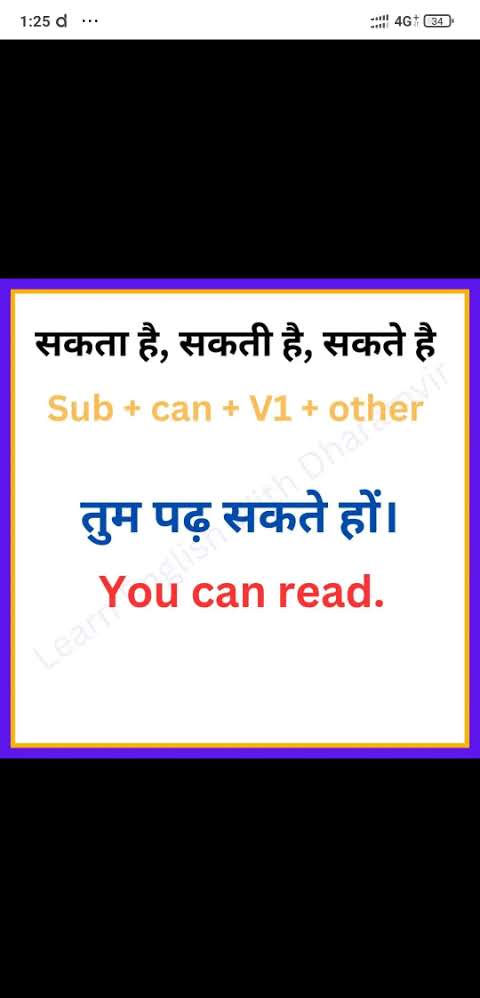 1:25 d ...
4G+ 34
सकता है, सकती है, सकते है
Sub + can + V1 + other
तुम पढ़ सकते हों।
You can read.
Learn English With Dharamvir